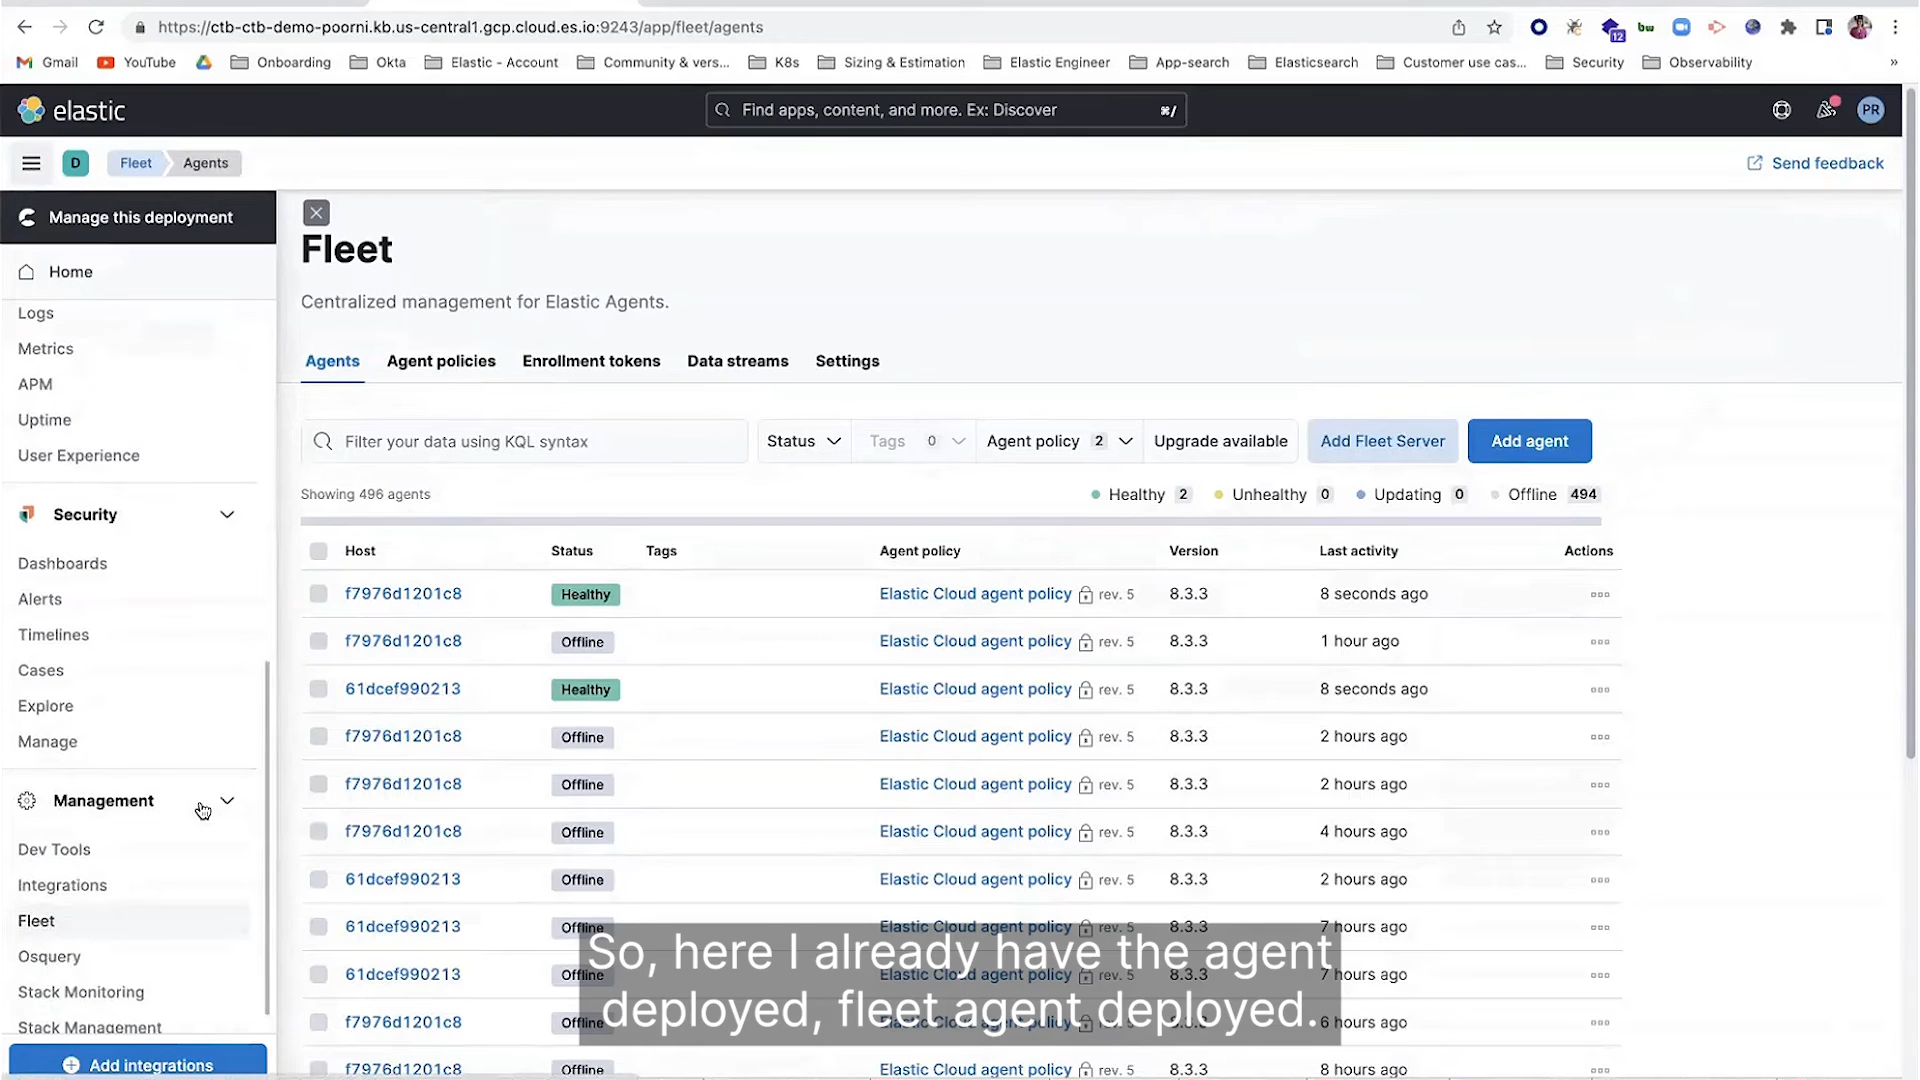 https://ctb-ctb-demo-poorni.kb.us-central1.gcp.cloud.es.io:9243/app/fleet/agents
12
bw
Gmail
YouTube
Onboarding
Okta
Elastic - Account
Community & vers...
K8s
Sizing & Estimation
Elastic Engineer
App-search
Elasticsearch
Customer use cas...
Security
Observability
»
elastic
Find apps, content, and more. Ex: Discover
⌘/
PR
D
Fleet
Agents
Send feedback
Manage this deployment
Home
Logs
Metrics
APM
Uptime
User Experience
Security
Dashboards
Alerts
Timelines
Cases
Explore
Manage
Management
Dev Tools
Integrations
Fleet
Osquery
Stack Monitoring
Stack Management
Add integrations
Fleet
Centralized management for Elastic Agents.
Agents
Agent policies
Enrollment tokens
Data streams
Settings
Filter your data using KQL syntax
Status
Tags 0
Agent policy 2
Upgrade available
Add Fleet Server
Add agent
Showing 496 agents
Healthy 2
Unhealthy 0
Updating 0
Offline 494
Host Status Tags Agent policy Version Last activity Actions
f7976d1201c8 Healthy Elastic Cloud agent policy rev. 5 8.3.3 8 seconds ago
f7976d1201c8 Offline Elastic Cloud agent policy rev. 5 8.3.3 1 hour ago
61dcef990213 Healthy Elastic Cloud agent policy rev. 5 8.3.3 8 seconds ago
f7976d1201c8 Offline Elastic Cloud agent policy rev. 5 8.3.3 2 hours ago
f7976d1201c8 Offline Elastic Cloud agent policy rev. 5 8.3.3 2 hours ago
f7976d1201c8 Offline Elastic Cloud agent policy rev. 5 8.3.3 4 hours ago
61dcef990213 Offline Elastic Cloud agent policy rev. 5 8.3.3 2 hours ago
61dcef990213 Offline Elastic Cloud agent policy rev. 5 8.3.3 7 hours ago
61dcef990213 Offline 7 hours ago
f7976d1201c8 Offline 6 hours ago
f7976d1201c8 Offline Elastic Cloud agent policy rev. 5 8.3.3 8 hours ago
So, here I already have the agent
deployed, fleet agent deployed.